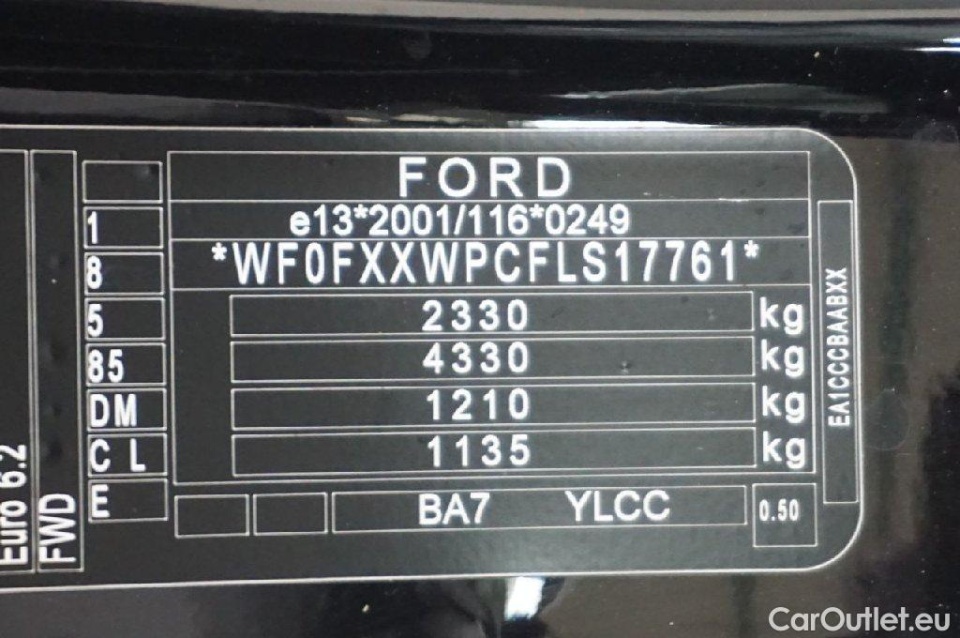 FORD
1 e13*2001/116*0249
8 *WF0FXXWPCFLS17761*
5 2330 kg
85 4330 kg
DM 1210 kg
C L 1135 kg
E BA7 YLCC 0.50
Euro 6.2
FWD
EA1CCCBAABXX
CarOutlet.eu